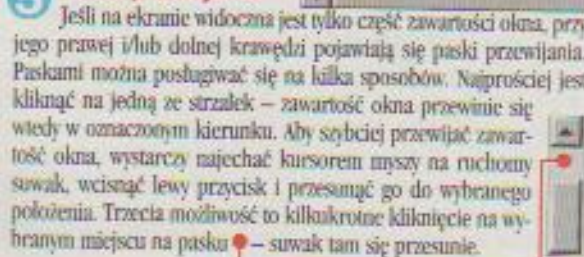 5
Jeśli na ekranie widoczna jest tylko część zawartości okna, przy
jego prawej i/lub dolnej krawędzi pojawiają się paski przewijania.
Paskami można posługiwać się na kilka sposobów. Najprościej jest
kliknąć na jedną ze strzałek – zawartość okna przewinie się
wtedy w oznaczonym kierunku. Aby szybciej przewijać zawar-
tość okna, wystarczy najechać kursorem myszy na ruchomy
suwak, wcisnąć lewy przycisk i przesunąć go do wybranego
położenia. Trzecia możliwość to kilkukrotne kliknięcie na wy-
branym miejscu na pasku – suwak tam się przesunie.